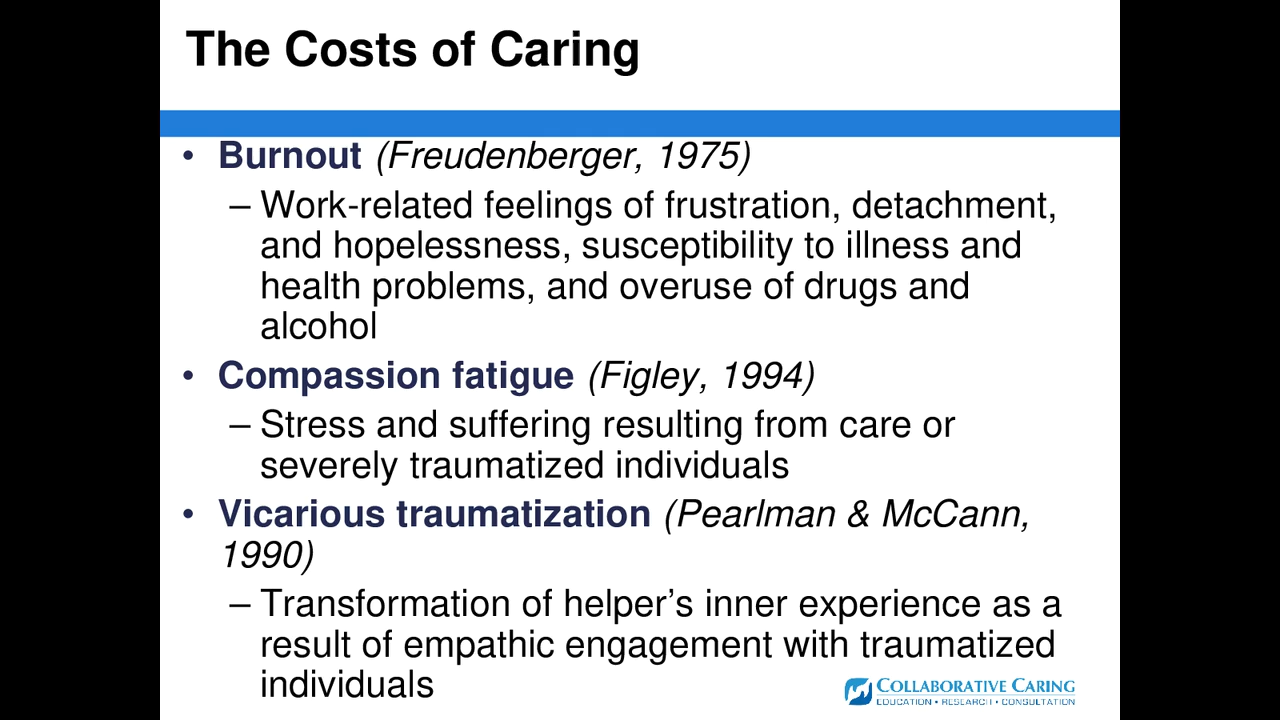 The Costs of Caring
• Burnout (Freudenberger, 1975)
– Work-related feelings of frustration, detachment,
and hopelessness, susceptibility to illness and
health problems, and overuse of drugs and
alcohol
• Compassion fatigue (Figley, 1994)
– Stress and suffering resulting from care or
severely traumatized individuals
• Vicarious traumatization (Pearlman & McCann,
1990)
– Transformation of helper’s inner experience as a
result of empathic engagement with traumatized
individuals
COLLABORATIVE CARING
EDUCATION • RESEARCH • CONSULTATION